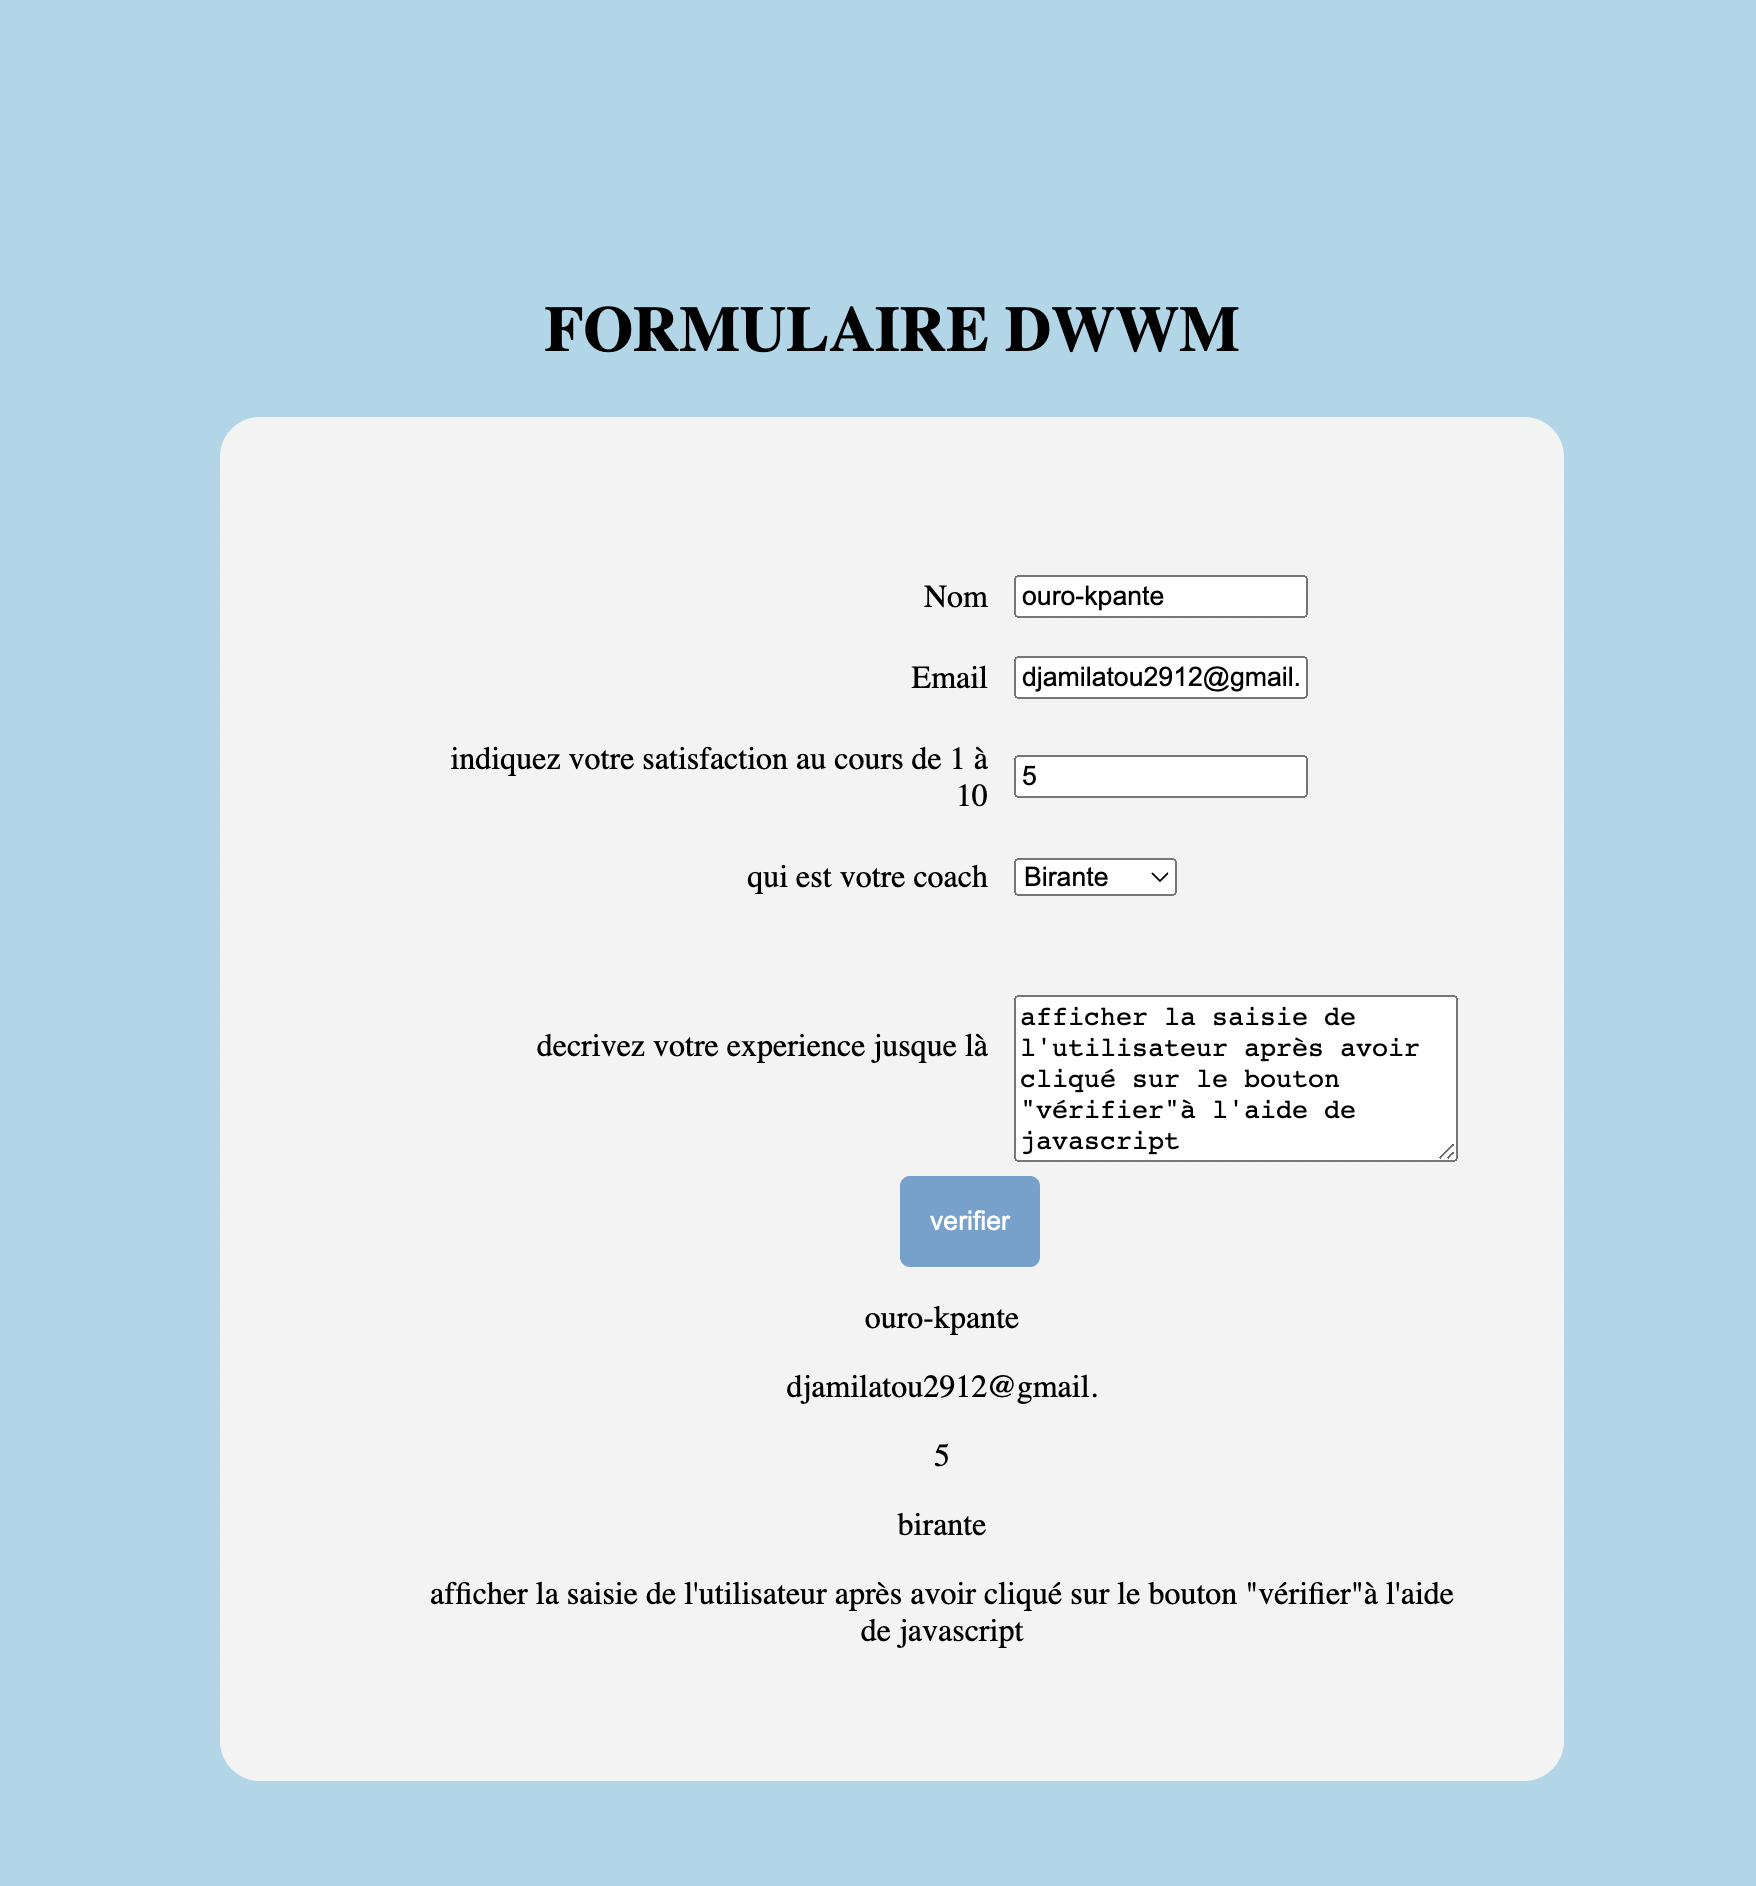 FORMULAIRE DWWM
Nom ouro-kpante
Email djamilatou2912@gmail.
indiquez votre satisfaction au cours de 1 à
10
5
qui est votre coach Birante
decrivez votre experience jusque là
afficher la saisie de
l'utilisateur après avoir
cliqué sur le bouton
"vérifier"à l'aide de
javascript
verifier
ouro-kpante
djamilatou2912@gmail.
5
birante
afficher la saisie de l'utilisateur après avoir cliqué sur le bouton "vérifier"à l'aide
de javascript